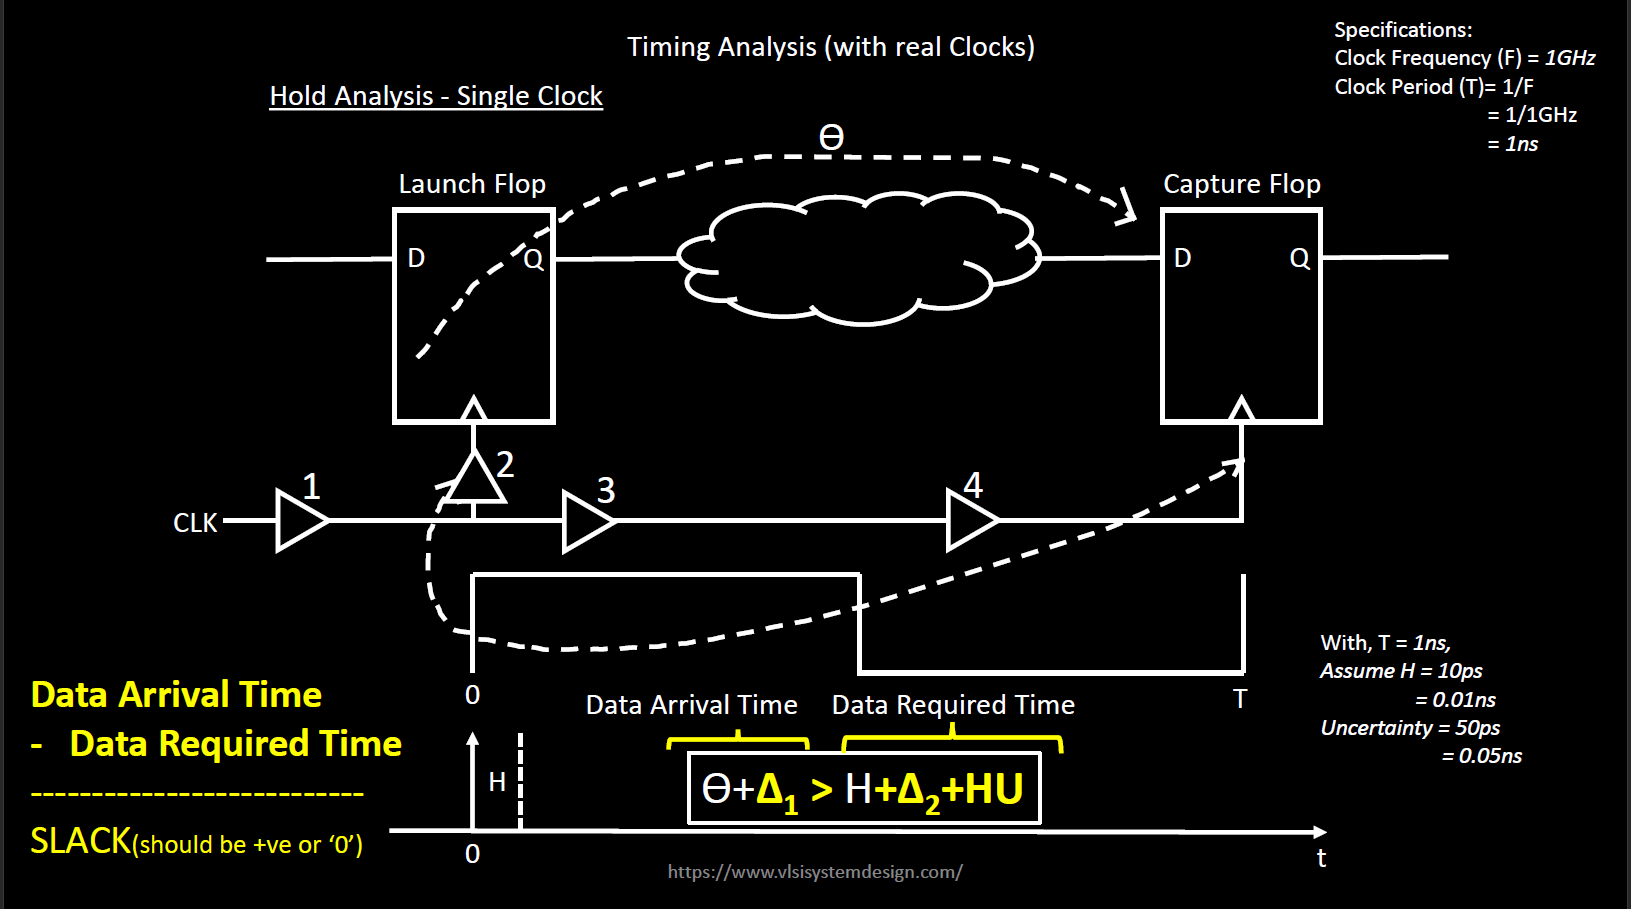 Timing Analysis (with real Clocks)
Specifications:
Clock Frequency (F) = 1GHz
Clock Period (T)= 1/F
= 1/1GHz
= 1ns
Hold Analysis - Single Clock
Ɵ
Launch Flop
Capture Flop
D
Q
D
Q
1
2
3
4
CLK
0
T
With, T = 1ns,
Assume H = 10ps
= 0.01ns
Uncertainty = 50ps
= 0.05ns
Data Arrival Time
- Data Required Time
----------------------------
SLACK(should be +ve or ‘0’)
Data Arrival Time
Data Required Time
H
Ɵ+Δ₁ > H+Δ₂+HU
0
t
https://www.vlsisystemdesign.com/